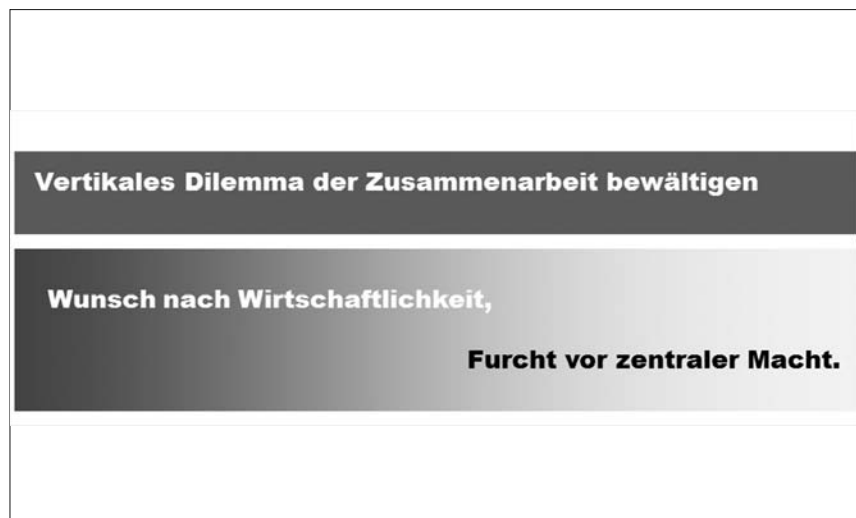 Vertikales Dilemma der Zusammenarbeit bewältigen
Wunsch nach Wirtschaftlichkeit,
Furcht vor zentraler Macht.